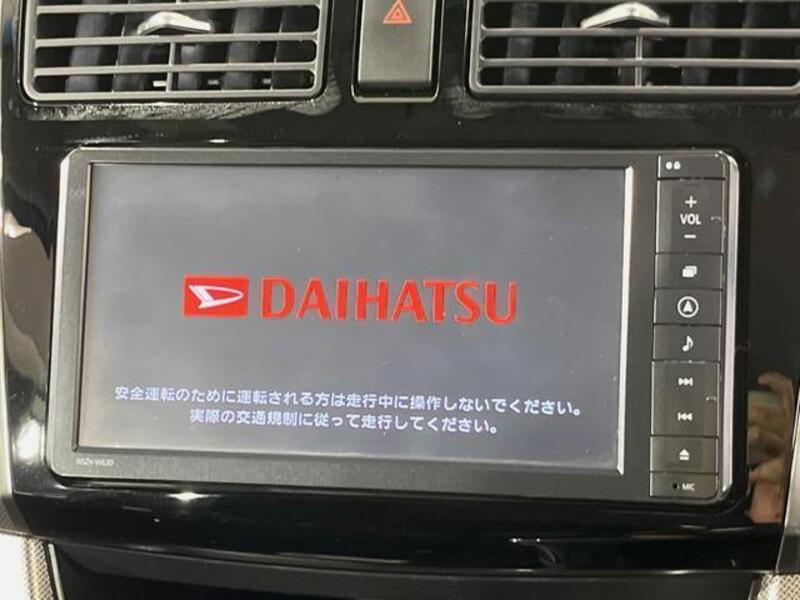 DAIHATSU
安全運転のために運転される方は走行中に操作しないでください。
実際の交通規制に従って走行してください。
+
VOL
−
MIC